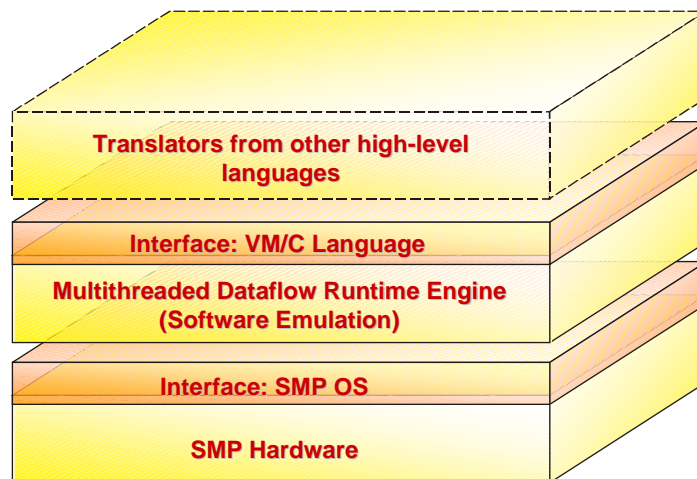 Translators from other high-level
languages
Interface: VM/C Language
Multithreaded Dataflow Runtime Engine
(Software Emulation)
Interface: SMP OS
SMP Hardware